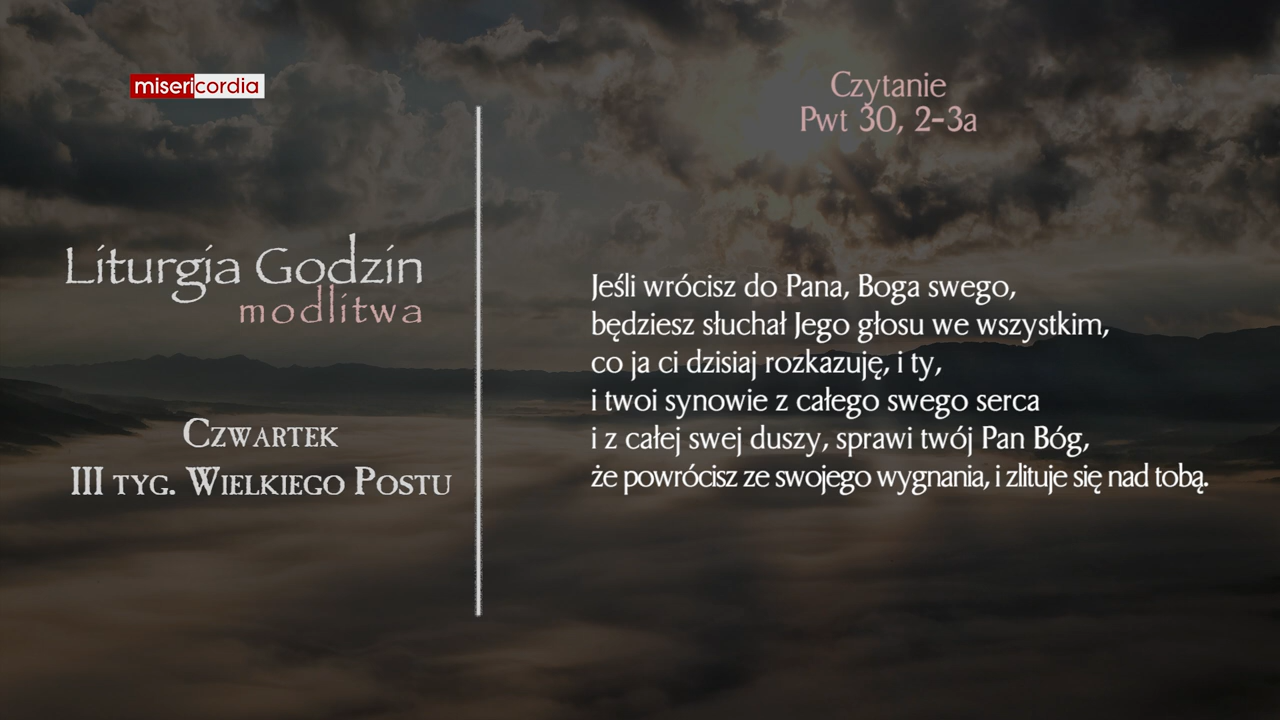 misericordia
Liturgia Godzin
modlitwa
Czwartek
III tyg. Wielkiego Postu
Czytanie
Pwt 30, 2-3a
Jeśli wrócisz do Pana, Boga swego,
będziesz słuchał Jego głosu we wszystkim,
co ja ci dzisiaj rozkazuję, i ty,
i twoi synowie z całego swego serca
i z całej swej duszy, sprawi twój Pan Bóg,
że powrócisz ze swojego wygnania, i zlituje się nad tobą.